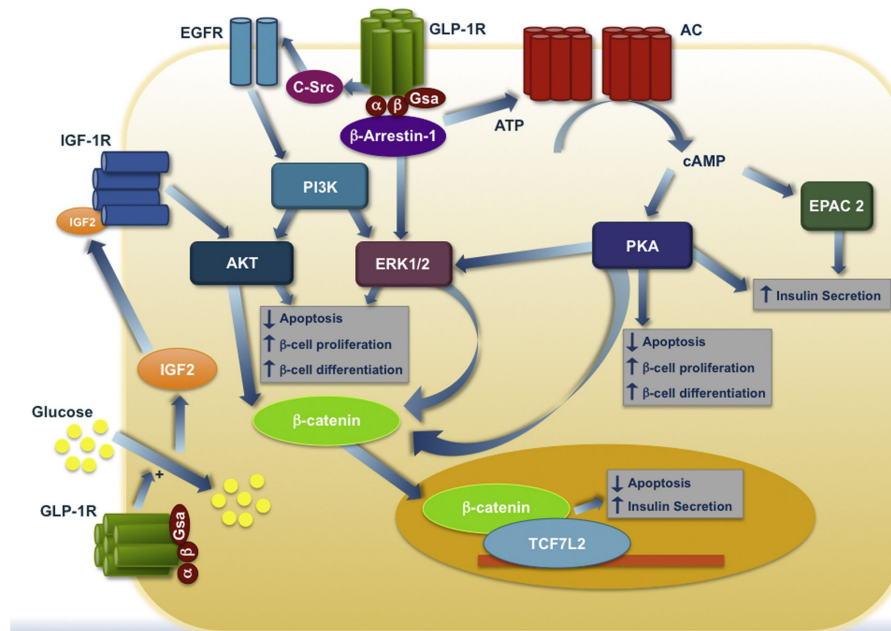 EGFR
GLP-1R
AC
C-Src
α
β
Gsa
β-Arrestin-1
ATP
IGF-1R
cAMP
PI3K
IGF2
EPAC 2
AKT
ERK1/2
PKA
↑ Insulin Secretion
↓ Apoptosis
↑ β-cell proliferation
↑ β-cell differentiation
↓ Apoptosis
↑ β-cell proliferation
↑ β-cell differentiation
IGF2
Glucose
β-catenin
+
GLP-1R
Gsa
β
α
β-catenin
↓ Apoptosis
↑ Insulin Secretion
TCF7L2